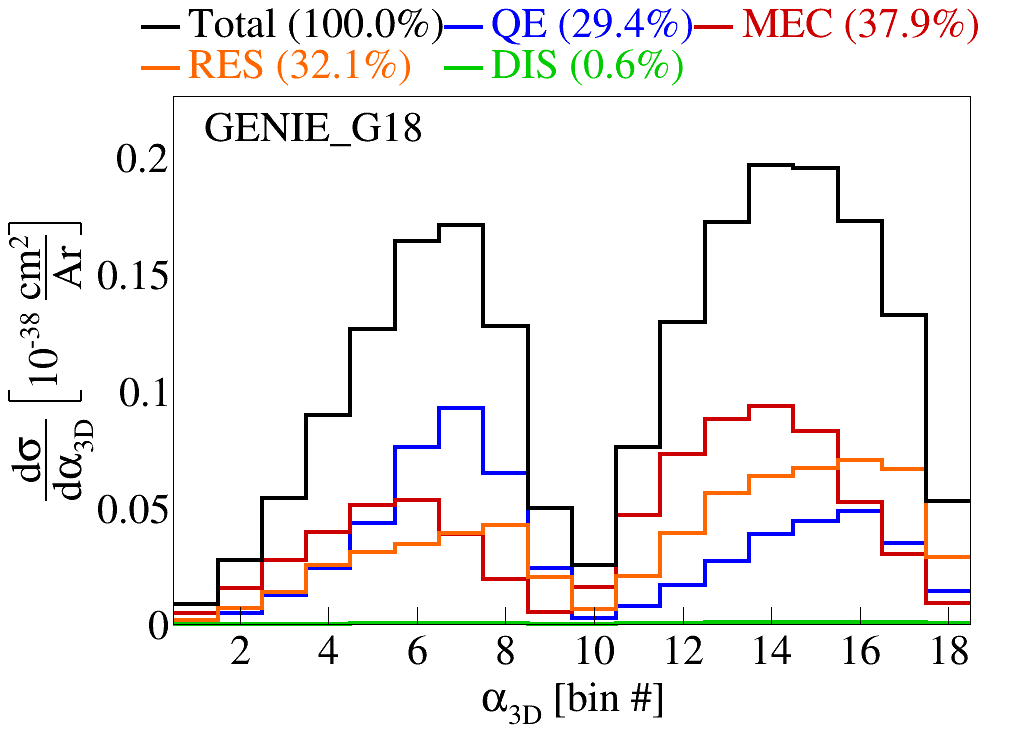 Total (100.0%) QE (29.4%) MEC (37.9%)
RES (32.1%) DIS (0.6%)
GENIE_G18
0.2
0.15
0.1
0.05
0
dσ/dα3D [10-38 cm2/Ar]
2 4 6 8 10 12 14 16 18
α3D [bin #]